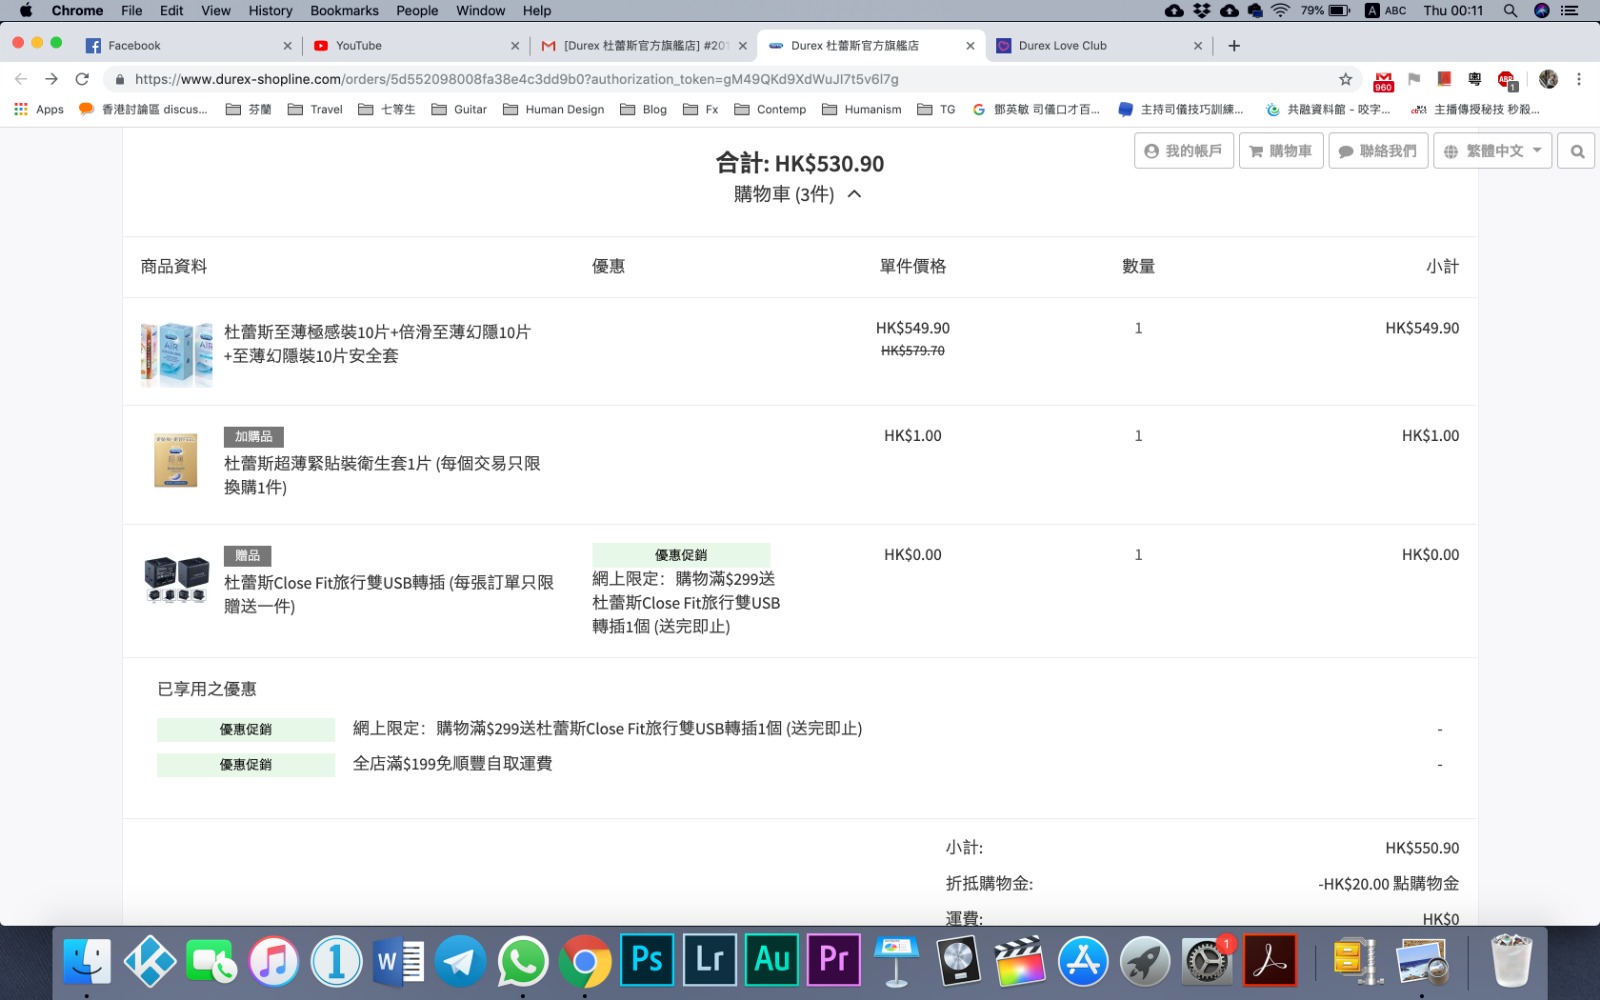 Chrome File Edit View History Bookmarks People Window Help 79% A ABC Thu 00:11
Facebook YouTube [Durex 杜蕾斯官方旗艦店] #201 Durex 杜蕾斯官方旗艦店 Durex Love Club
https://www.durex-shopline.com/orders/5d552098008fa38e4c3dd9b0?authorization_token=gM49QKd9XdWuJl7t5v6l7g 960 粵 ABP 1
Apps 香港討論區 discus... 芬蘭 Travel 七等生 Guitar Human Design Blog Fx Contemp Humanism TG 鄧英敏 司儀口才百... 主持司儀技巧訓練... 共融資料館 - 咬字... 主播傳授秘技 秒殺...
我的帳戶 購物車 聯絡我們 繁體中文
合計: HK$530.90
購物車 (3件)
商品資料 優惠 單件價格 數量 小計
杜蕾斯至薄極感裝10片+倍滑至薄幻隱10片 HK$549.90 1 HK$549.90
+至薄幻隱裝10片安全套 HK$579.70
加購品 HK$1.00 1 HK$1.00
杜蕾斯超薄緊貼裝衛生套1片 (每個交易只限
換購1件)
贈品 優惠促銷 HK$0.00 1 HK$0.00
杜蕾斯Close Fit旅行雙USB轉插 (每張訂單只限
贈送一件)
網上限定：購物滿$299送
杜蕾斯Close Fit旅行雙USB
轉插1個 (送完即止)
已享用之優惠
優惠促銷 網上限定：購物滿$299送杜蕾斯Close Fit旅行雙USB轉插1個 (送完即止) -
優惠促銷 全店滿$199免順豐自取運費 -
小計: HK$550.90
折抵購物金: -HK$20.00 點購物金
運費: HK$0
1 W Ps Lr Au Pr 1